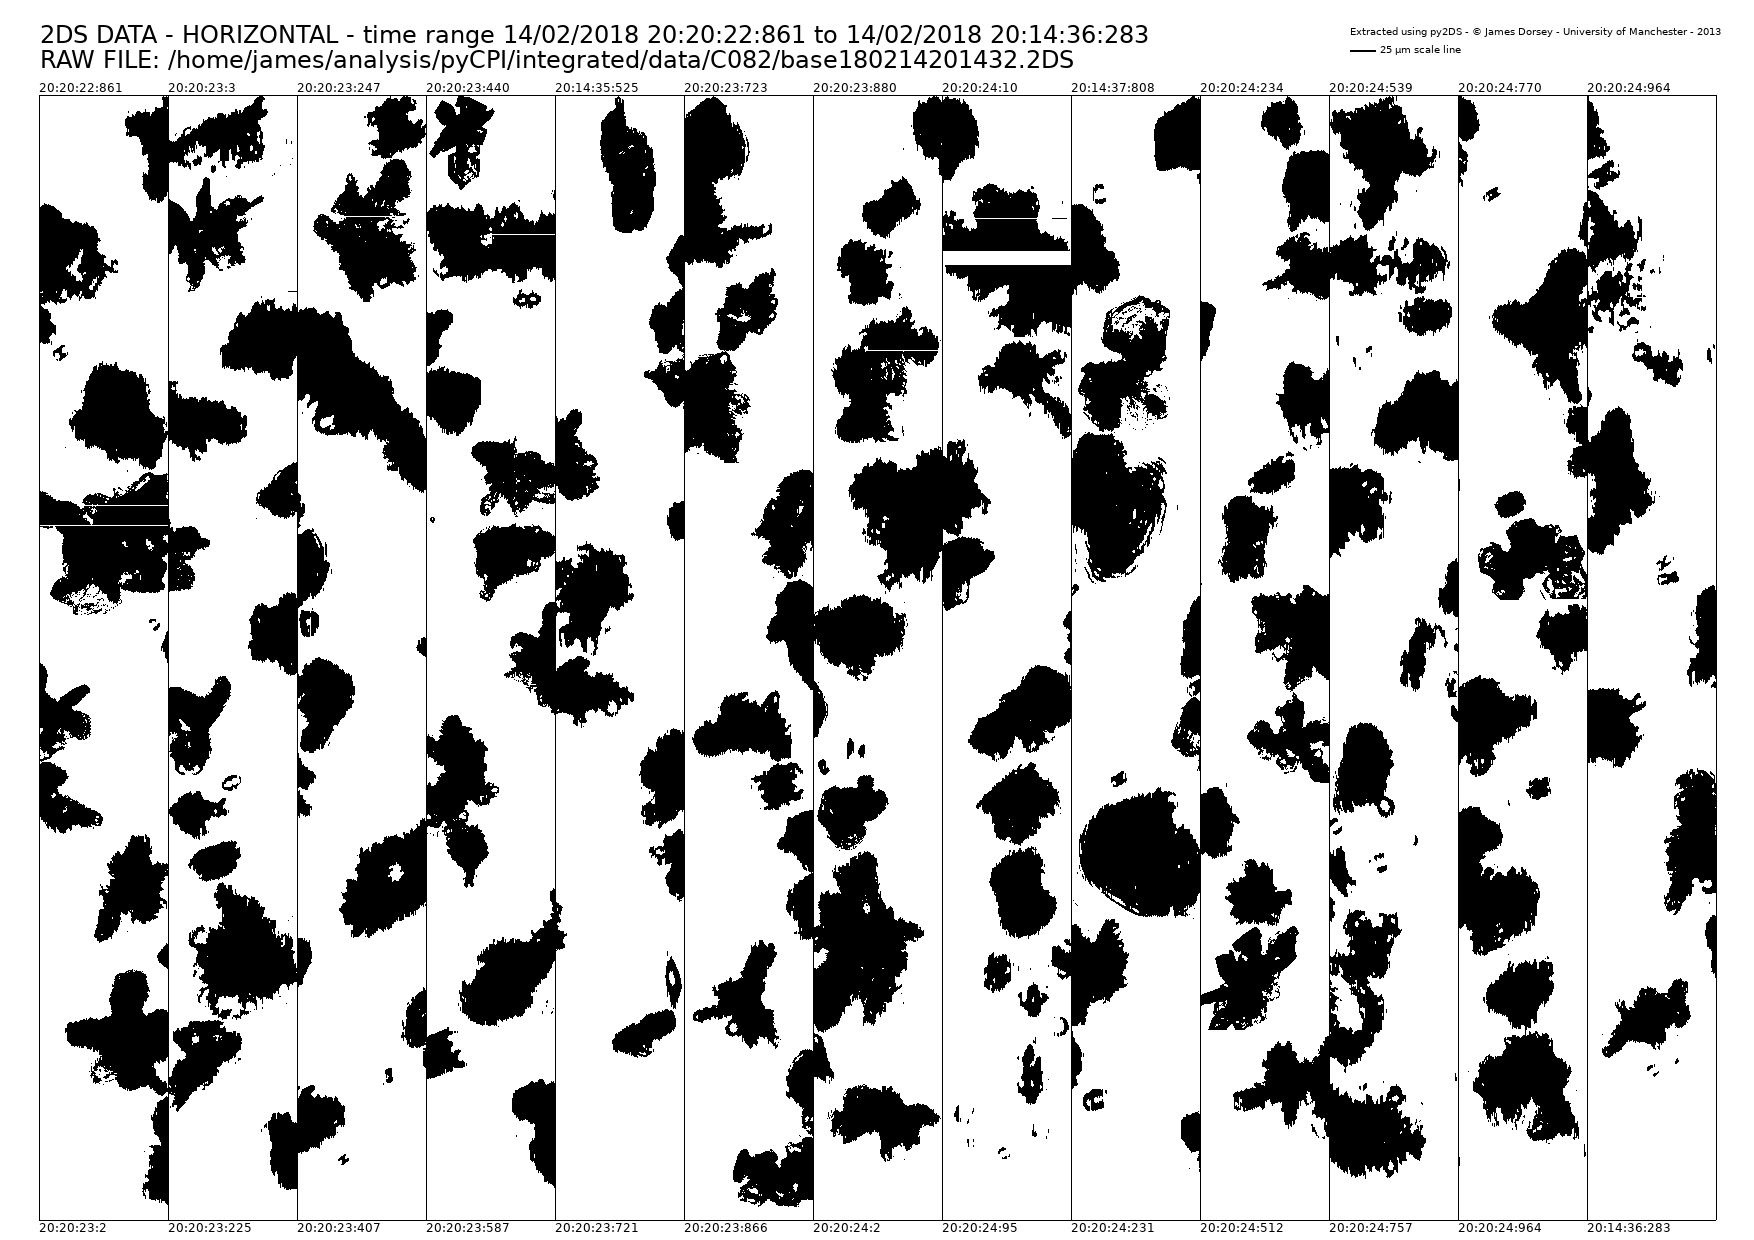 2DS DATA - HORIZONTAL - time range 14/02/2018 20:20:22:861 to 14/02/2018 20:14:36:283
RAW FILE: /home/james/analysis/pyCPI/integrated/data/C082/base180214201432.2DS
Extracted using py2DS - © James Dorsey - University of Manchester - 2013
25 µm scale line
20:20:22:861 20:20:23:3 20:20:23:247 20:20:23:440 20:14:35:525 20:20:23:723 20:20:23:880 20:20:24:10 20:14:37:808 20:20:24:234 20:20:24:539 20:20:24:770 20:20:24:964
20:20:23:2 20:20:23:225 20:20:23:407 20:20:23:587 20:20:23:721 20:20:23:866 20:20:24:2 20:20:24:95 20:20:24:231 20:20:24:512 20:20:24:757 20:20:24:964 20:14:36:283